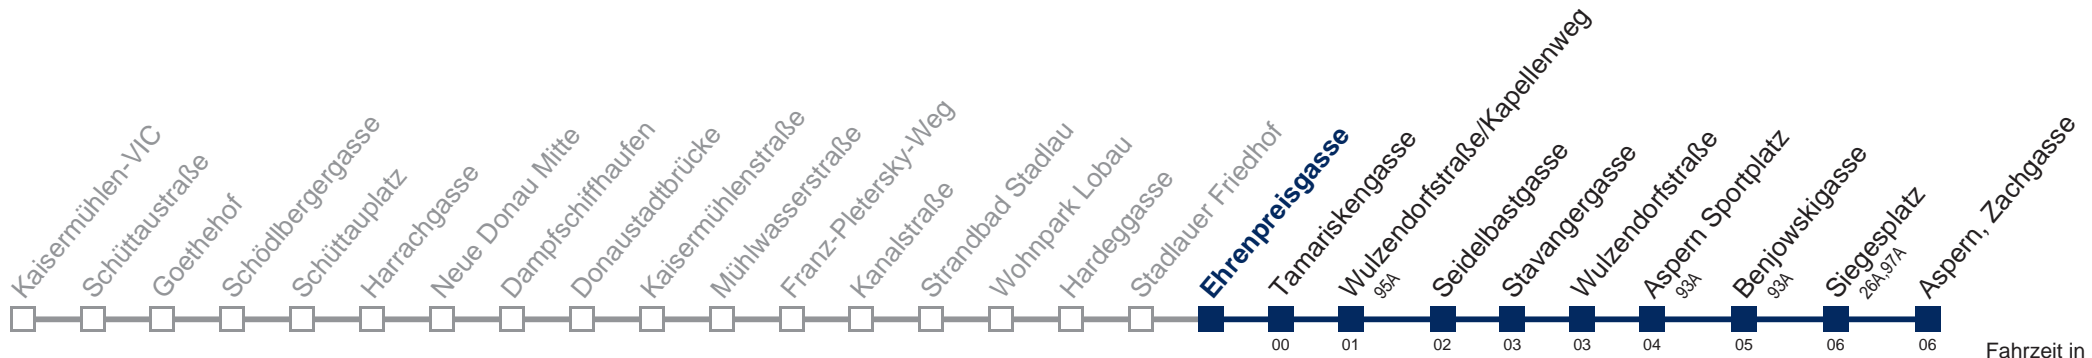 Kaisermühlen-VIC
Schüttaustraße
Goethehof
Schödlbergergasse
Schüttauplatz
Harrachgasse
Neue Donau Mitte
Dampfschiffhaufen
Donaustadtbrücke
Kaisermühlenstraße
Mühlwasserstraße
Franz-Pletersky-Weg
Kanalstraße
Strandbad Stadlau
Wohnpark Lobau
Hardeggasse
Stadlauer Friedhof
Ehrenpreisgasse
Tamariskengasse
Wulzendorfstraße/Kapellenweg
95A
Seidelbastgasse
Stavangergasse
Wulzendorfstraße
Aspern Sportplatz
93A
Benjowskigasse
93A
Siegesplatz
26A,97A
Aspern, Zachgasse
00 01 02 03 03 04 05 06 06
Fahrzeit in